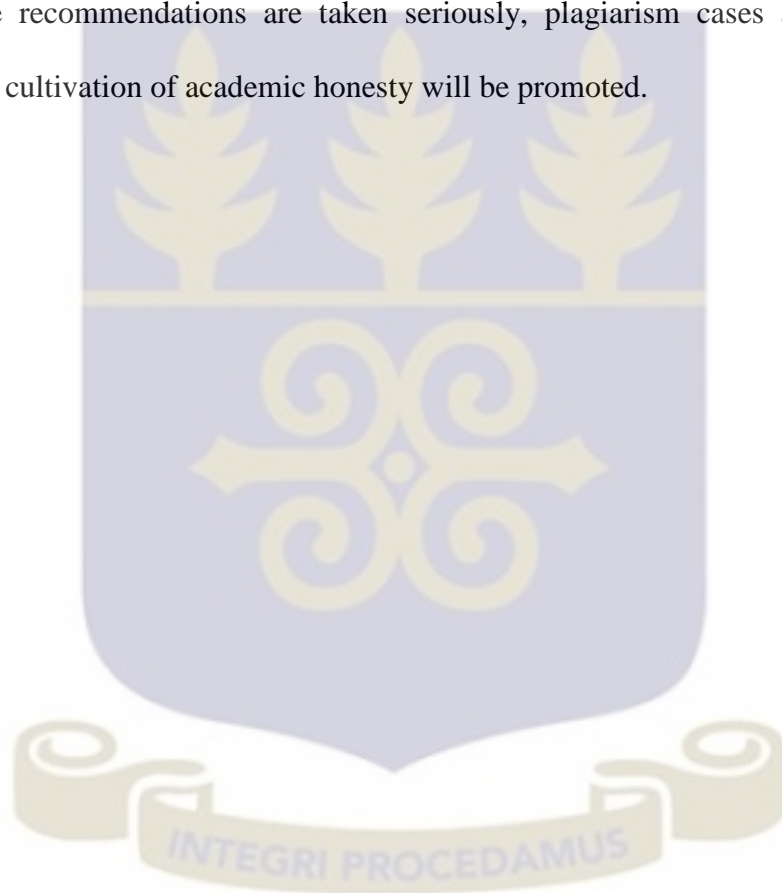 recommendations are taken seriously, plagiarism cases
cultivation of academic honesty will be promoted.
INTEGRI PROCEDAMUS